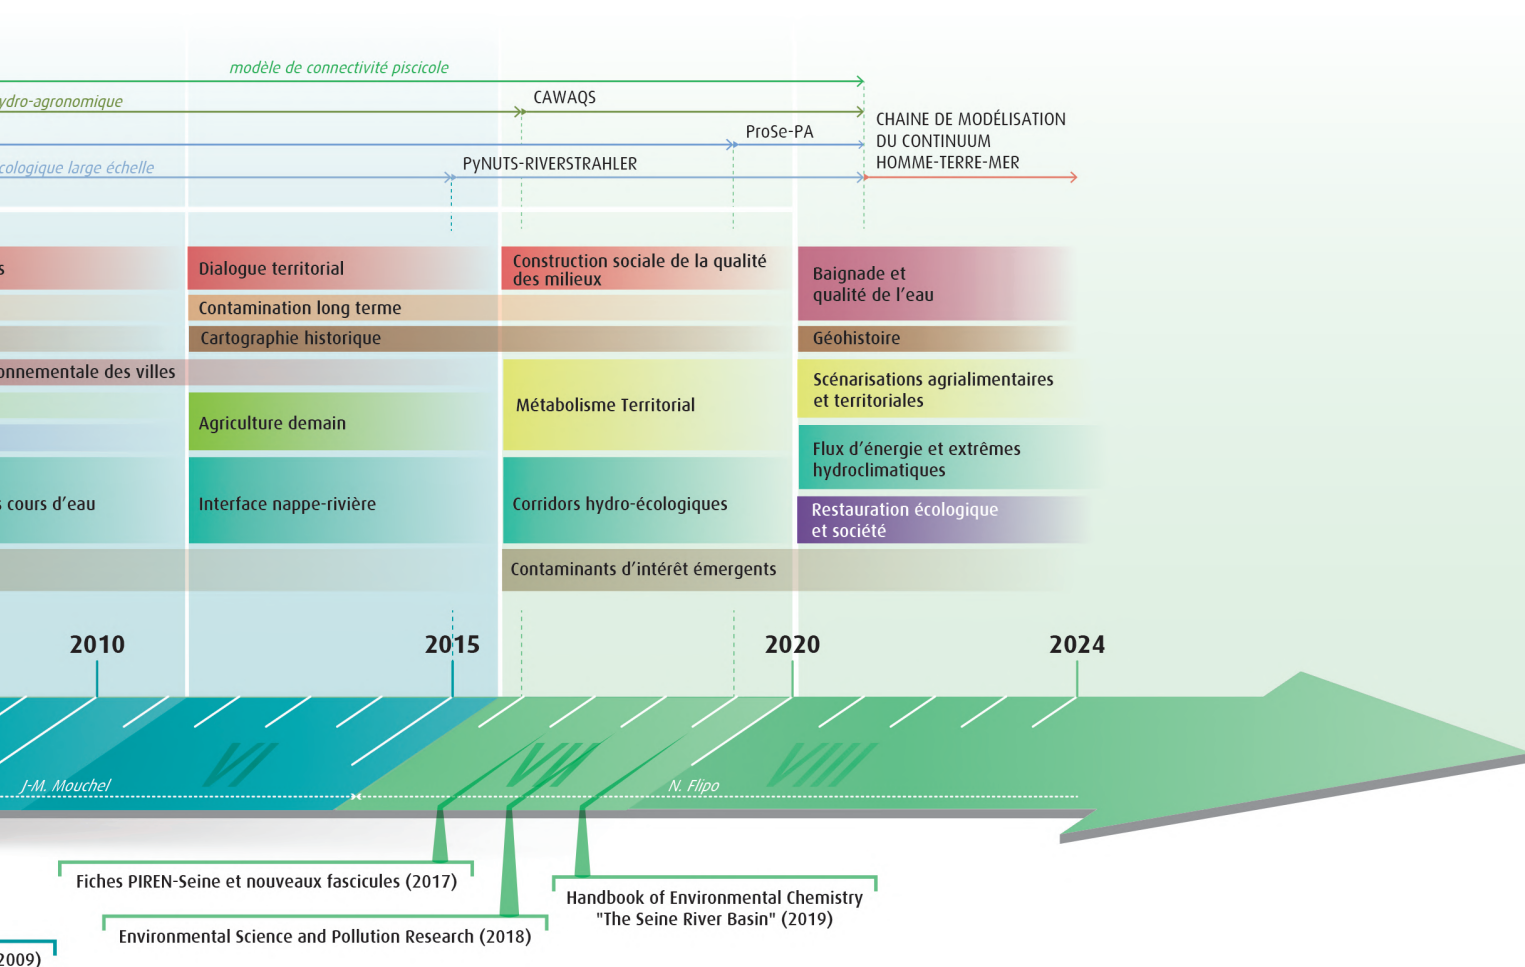 modèle de connectivité piscicole
ydro-agronomique
CAWAQS
CHAINE DE MODÉLISATION
DU CONTINUUM
HOMME-TERRE-MER
ProSe-PA
cologique large échelle
PyNUTS-RIVERSTRAHLER
s
Dialogue territorial
Construction sociale de la qualité
des milieux
Baignade et
qualité de l’eau
Contamination long terme
Cartographie historique
Géohistoire
onnementale des villes
Métabolisme Territorial
Scénarisations agrialimentaires
et territoriales
Agriculture demain
Flux d’énergie et extrêmes
hydroclimatiques
s cours d’eau
Interface nappe-rivière
Corridors hydro-écologiques
Restauration écologique
et société
Contaminants d’intérêt émergents
2010
2015
2020
2024
VI
VII
VIII
J-M. Mouchel
N. Flipo
Fiches PIREN-Seine et nouveaux fascicules (2017)
Handbook of Environmental Chemistry
"The Seine River Basin" (2019)
Environmental Science and Pollution Research (2018)
2009)